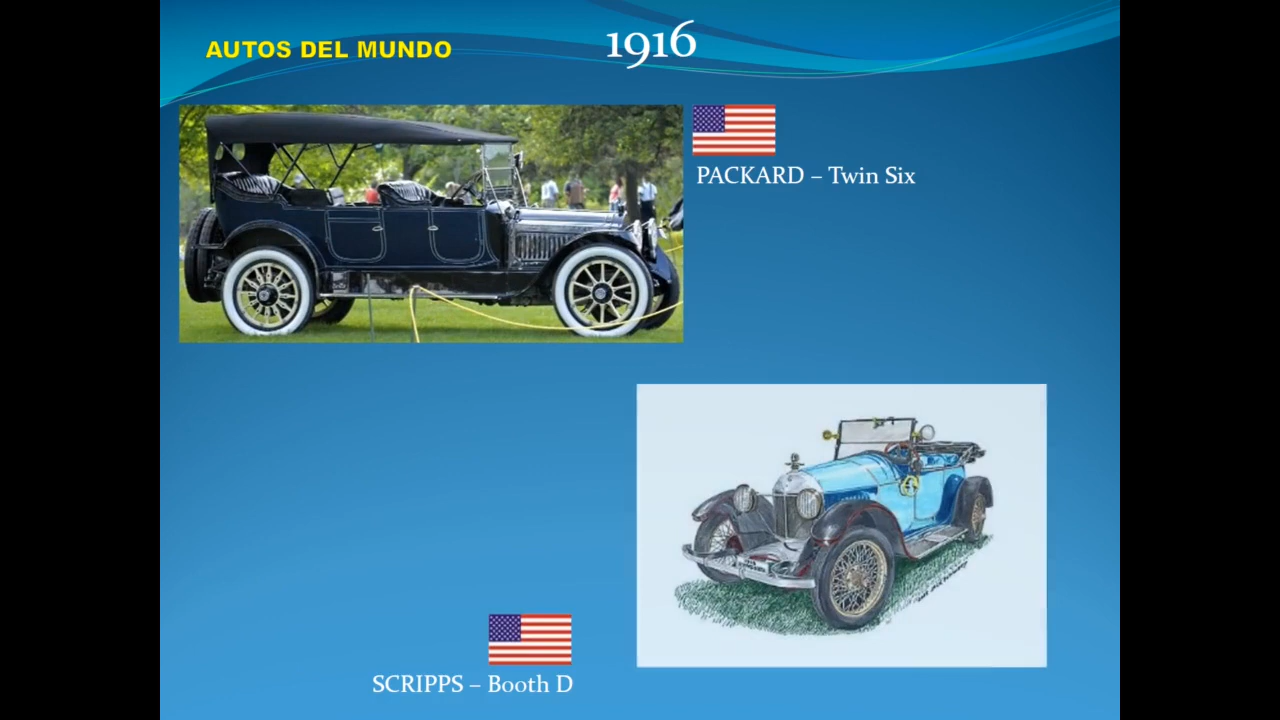 AUTOS DEL MUNDO
1916
PACKARD – Twin Six
SCRIPPS – Booth D